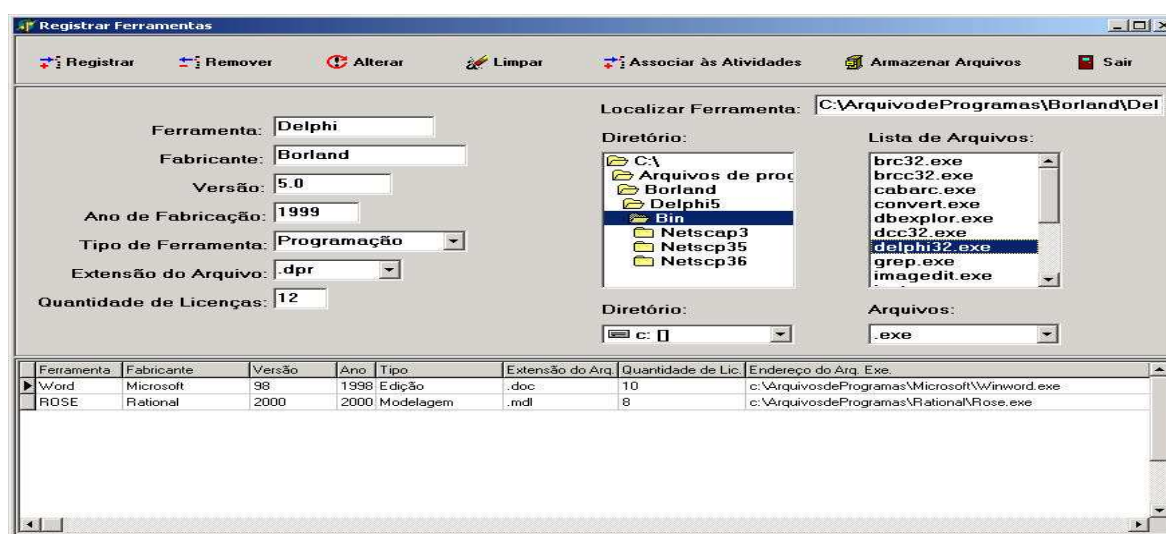 Registrar Ferramentas
Registrar Remover Alterar Limpar Associar às Atividades Armazenar Arquivos Sair
Localizar Ferramenta: C:\ArquivodeProgramas\Borland\Del
Ferramenta: Delphi
Fabricante: Borland
Versão: 5.0
Ano de Fabricação: 1999
Tipo de Ferramenta: Programação
Extensão do Arquivo: .dpr
Quantidade de Licenças: 12
Diretório:
C:\
Arquivos de prog
Borland
Delphi5
Bin
Netscap3
Netscp35
Netscp36
Diretório:
c: []
Lista de Arquivos:
brc32.exe
brcc32.exe
cabarc.exe
convert.exe
dbexplor.exe
dcc32.exe
delphi32.exe
grep.exe
imagedit.exe
Arquivos:
.exe
Ferramenta Fabricante Versão Ano Tipo Extensão do Arq. Quantidade de Lic. Endereço do Arq. Exe.
Word Microsoft 98 1998 Edição .doc 10 c:\ArquivosdeProgramas\Microsoft\Winword.exe
ROSE Rational 2000 2000 Modelagem .mdl 8 c:\ArquivosdeProgramas\Rational\Rose.exe